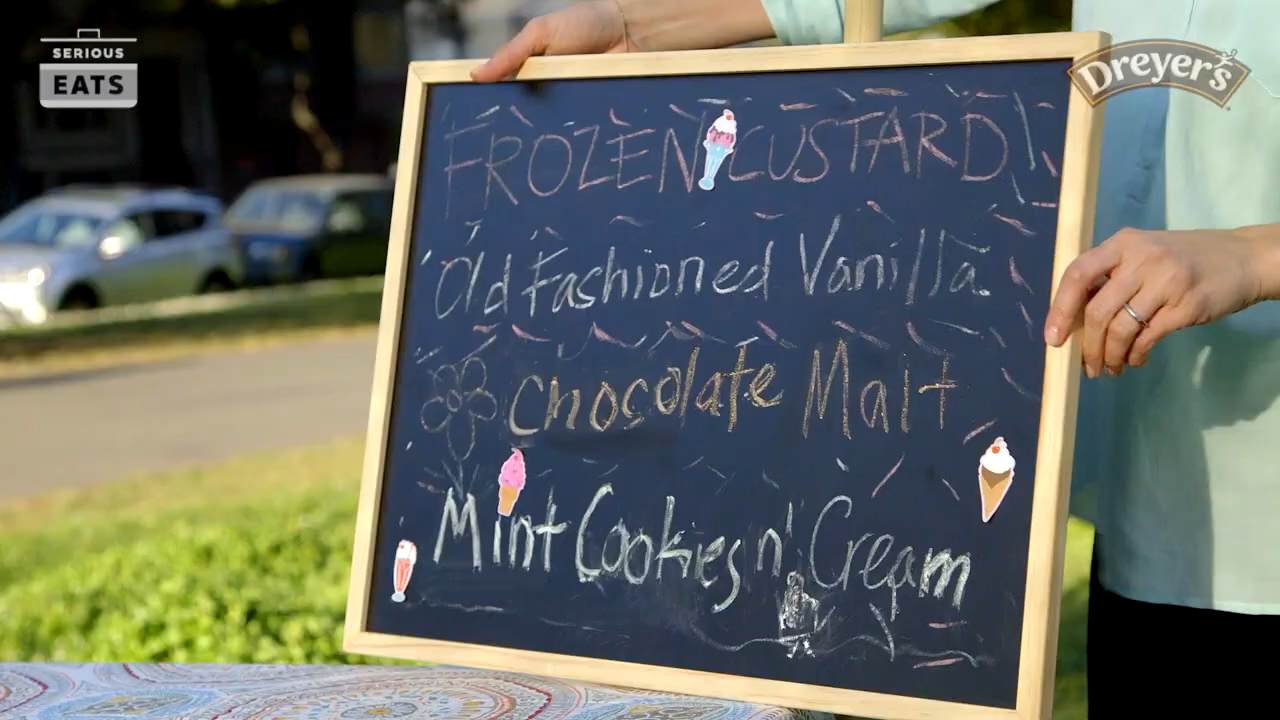 SERIOUS
EATS
Dreyer's
FROZEN CUSTARD
Old Fashioned Vanilla
Chocolate Malt
Mint Cookies n' Cream